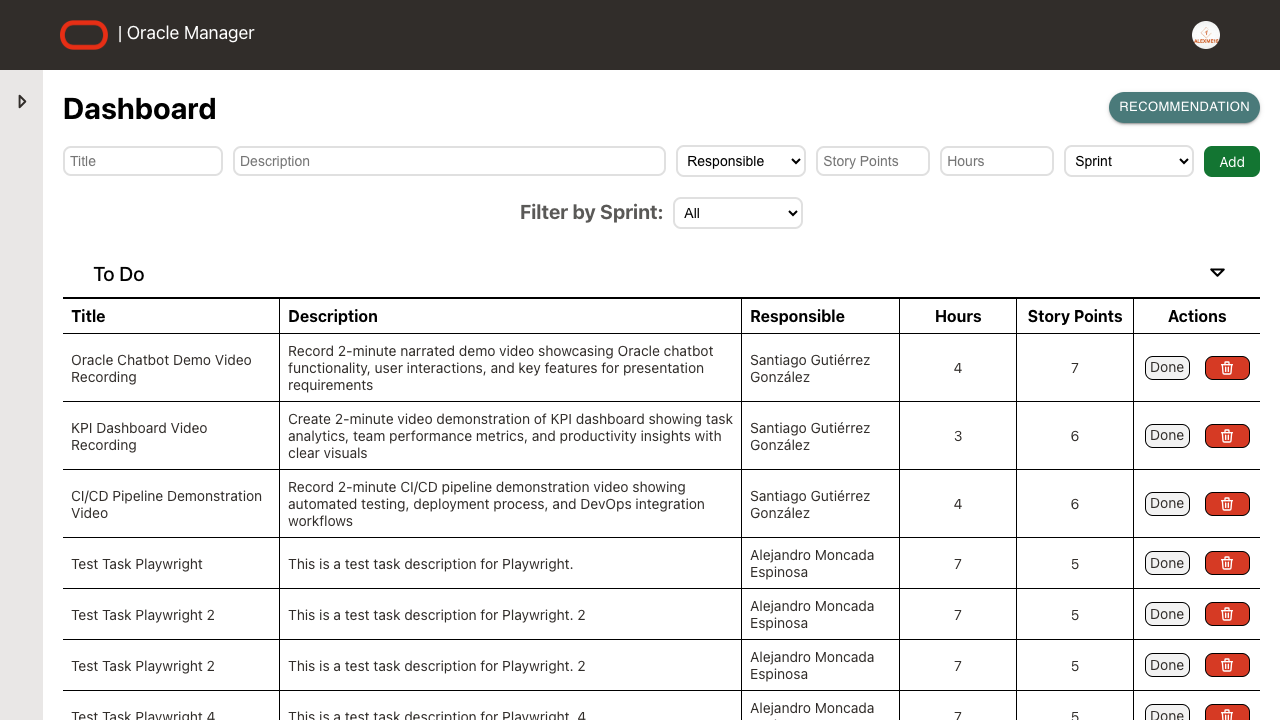 | Oracle Manager
ALEXMEIS
Dashboard
RECOMMENDATION
Title
Description
Responsible
Story Points
Hours
Sprint
Add
Filter by Sprint: All
To Do
Title Description Responsible Hours Story Points Actions
Oracle Chatbot Demo Video
Recording
Record 2-minute narrated demo video showcasing Oracle chatbot
functionality, user interactions, and key features for presentation
requirements
Santiago Gutiérrez
González
4
7
Done
KPI Dashboard Video
Recording
Create 2-minute video demonstration of KPI dashboard showing task
analytics, team performance metrics, and productivity insights with
clear visuals
Santiago Gutiérrez
González
3
6
Done
CI/CD Pipeline Demonstration
Video
Record 2-minute CI/CD pipeline demonstration video showing
automated testing, deployment process, and DevOps integration
workflows
Santiago Gutiérrez
González
4
6
Done
Test Task Playwright
This is a test task description for Playwright.
Alejandro Moncada
Espinosa
7
5
Done
Test Task Playwright 2
This is a test task description for Playwright. 2
Alejandro Moncada
Espinosa
7
5
Done
Test Task Playwright 2
This is a test task description for Playwright. 2
Alejandro Moncada
Espinosa
7
5
Done
Test Task Playwright 4
This is a test task description for Playwright. 4
Alejandro Moncada
7
5
Done